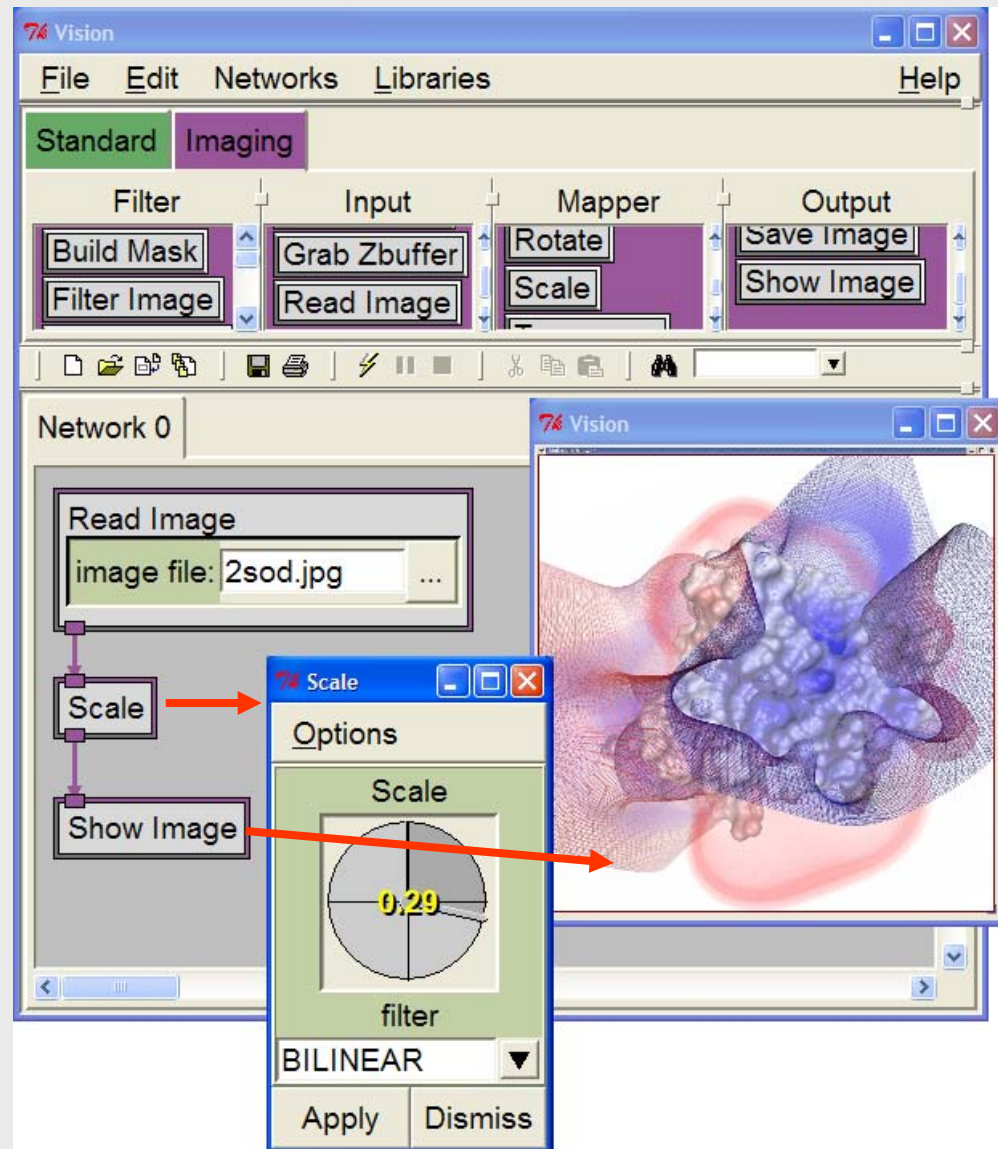 Vision
File Edit Networks Libraries Help
Standard Imaging
Filter Input Mapper Output
Build Mask Grab Zbuffer Rotate Save Image
Filter Image Read Image Scale Show Image
Network 0
Vision
Read Image
image file: 2sod.jpg ...
Scale
Show Image
Scale
Options
Scale
0.29
filter
BILINEAR
Apply Dismiss